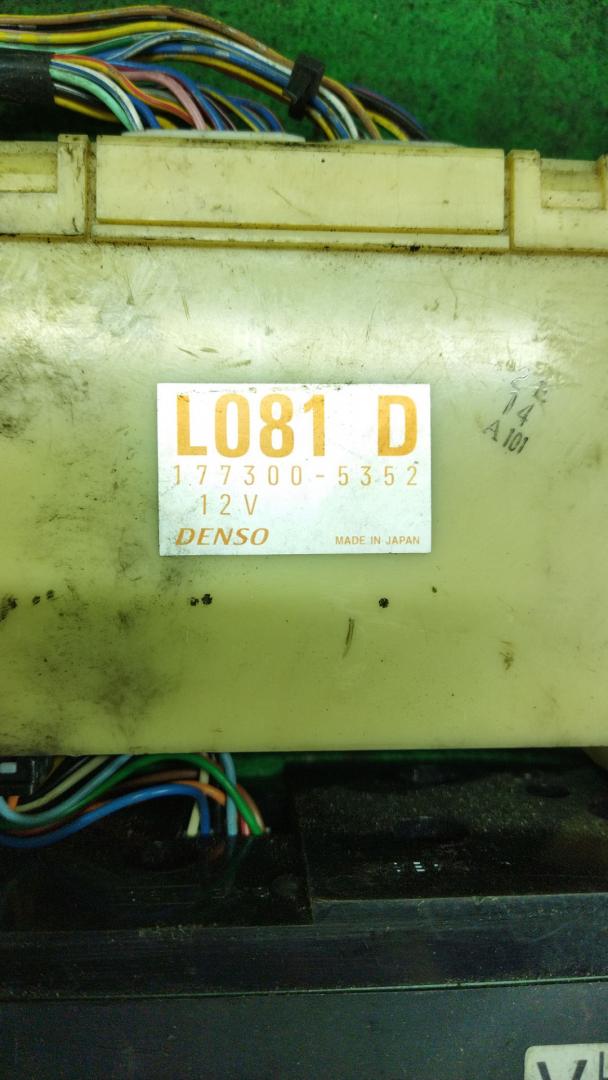 L081 D
177300-5352
12V
DENSO MADE IN JAPAN
14
A101